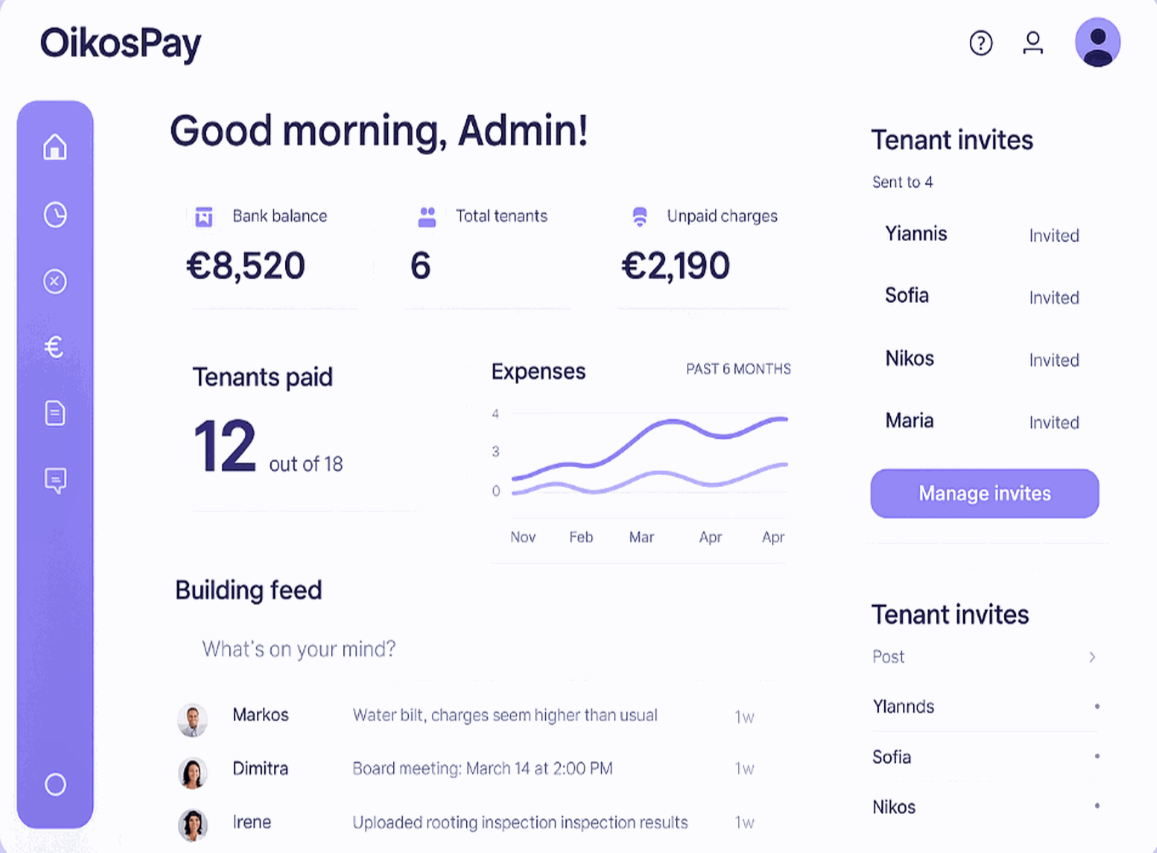 OikosPay
Good morning, Admin!
Bank balance
€8,520
Total tenants
6
Unpaid charges
€2,190
Tenants paid
12 out of 18
Expenses
PAST 6 MONTHS
4
3
0
Nov Feb Mar Apr Apr
Building feed
What's on your mind?
Markos Water bilt, charges seem higher than usual 1w
Dimitra Board meeting: March 14 at 2:00 PM 1w
Irene Uploaded rooting inspection inspection results 1w
Tenant invites
Sent to 4
Yiannis Invited
Sofia Invited
Nikos Invited
Maria Invited
Manage invites
Tenant invites
Post
Ylannds
Sofia
Nikos